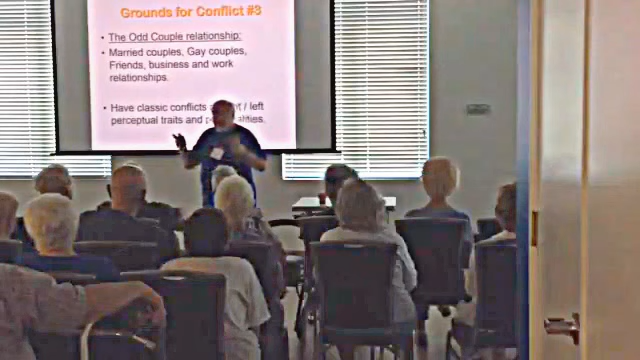 Grounds for Conflict #3
• The Odd Couple relationship:
• Married couples, Gay couples,
Friends, business and work
relationships.
• Have classic conflicts / left
perceptual traits and